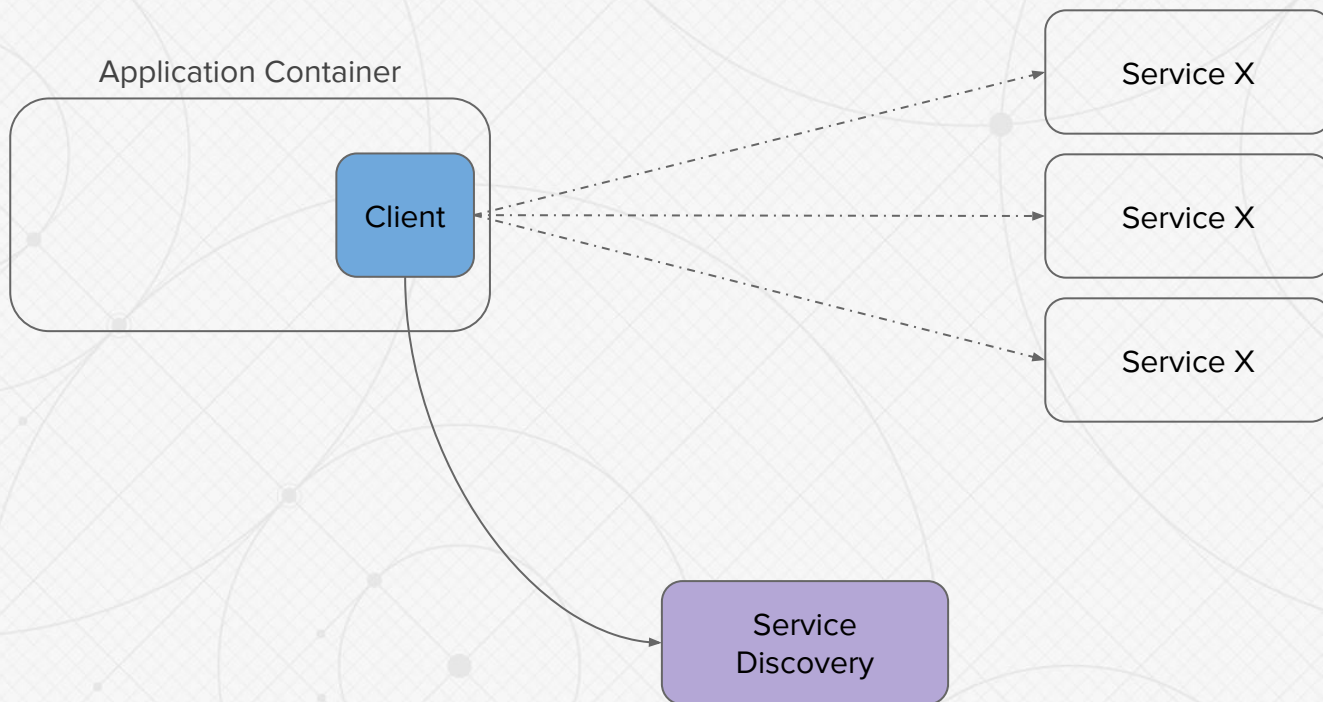 Application Container
Client
Service X
Service X
Service X
Service
Discovery